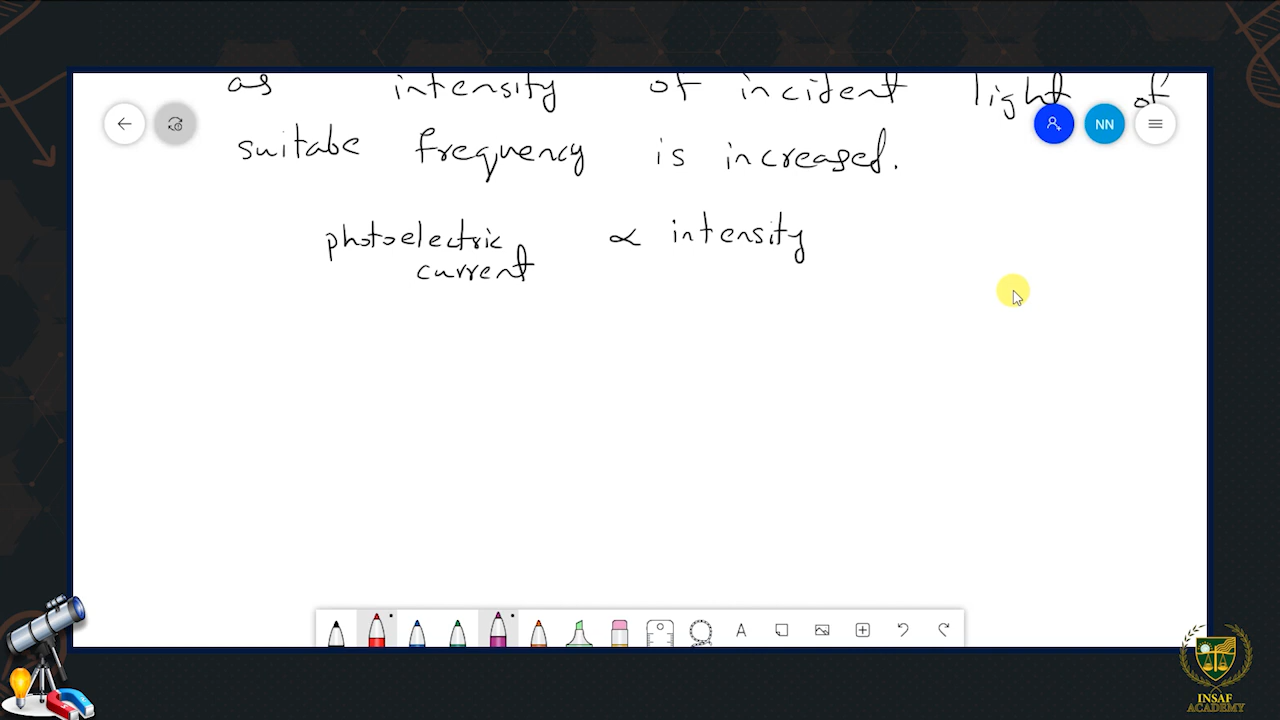 as intensity of incident light of
suitabe frequency is increased.
photoelectric ∝ intensity
current
NN
A
INSAF
ACADEMY